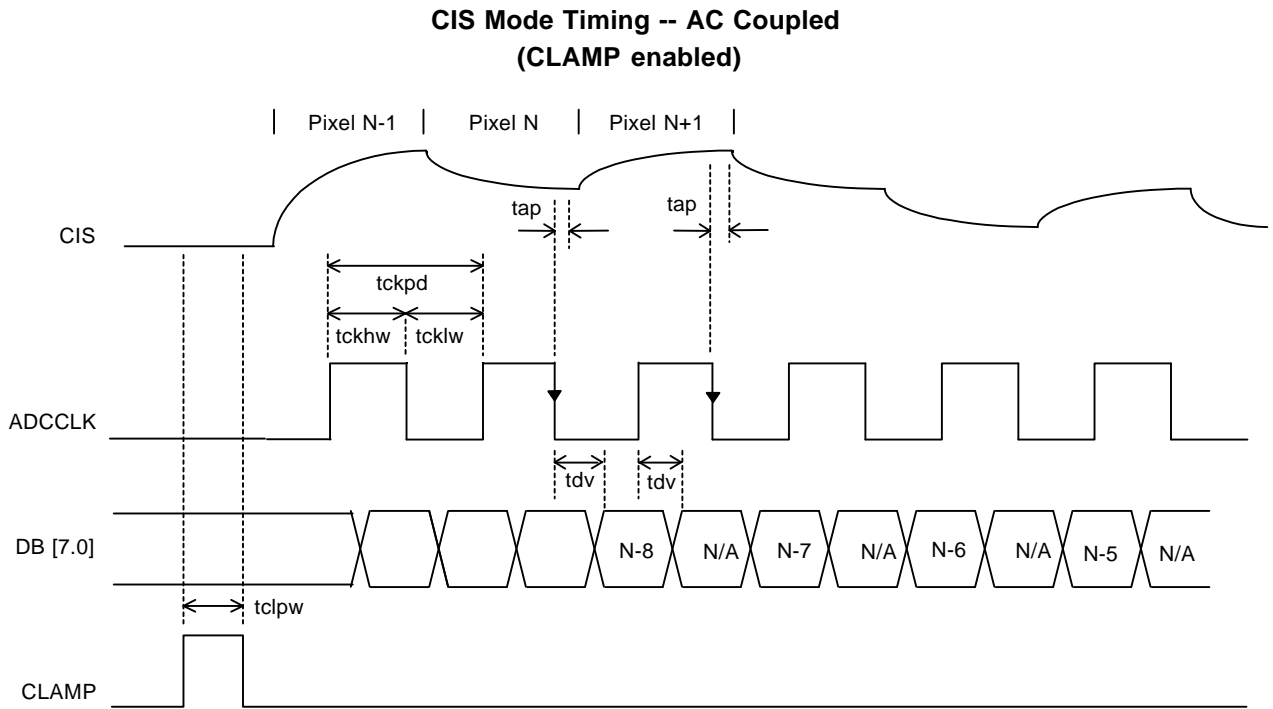 CIS Mode Timing -- AC Coupled
(CLAMP enabled)
| Pixel N-1 | Pixel N | Pixel N+1 |
tap
tap
CIS
tckpd
tckhw
tcklw
ADCCLK
tdv
tdv
DB [7.0]
N-8
N/A
N-7
N/A
N-6
N/A
N-5
N/A
tclpw
CLAMP